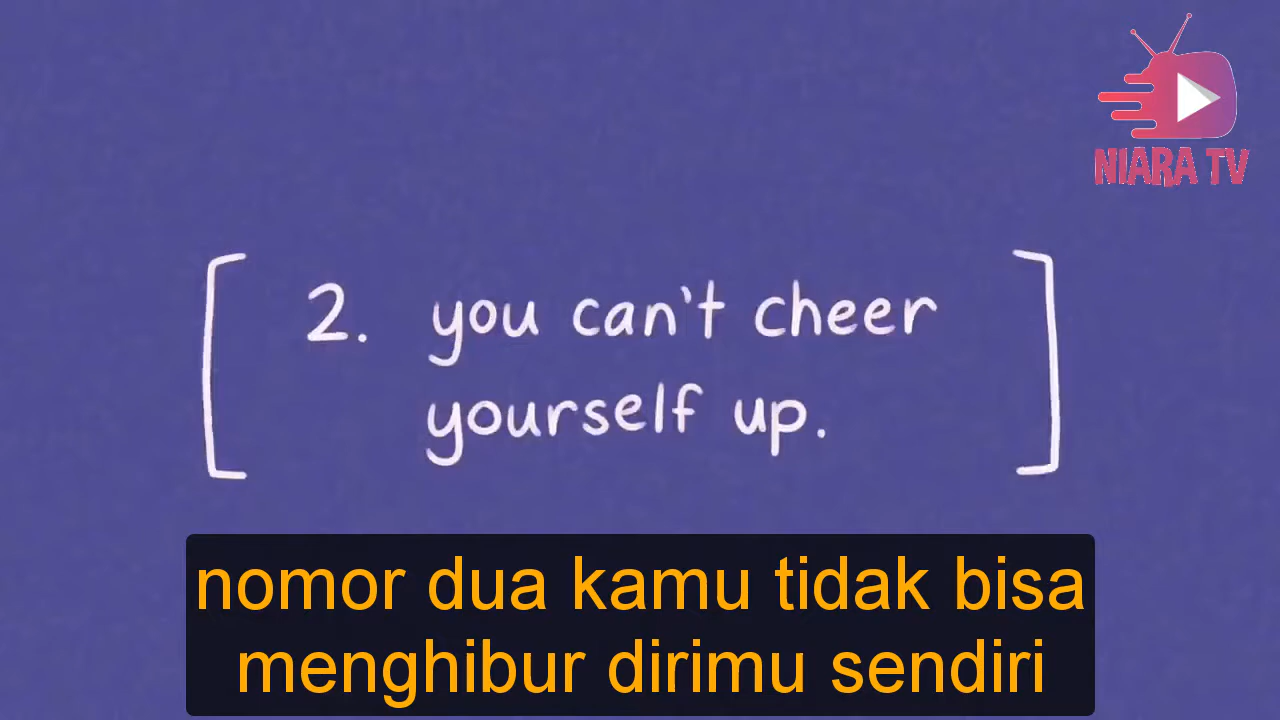 NIARA TV
2. you can't cheer
yourself up.
nomor dua kamu tidak bisa
menghibur dirimu sendiri